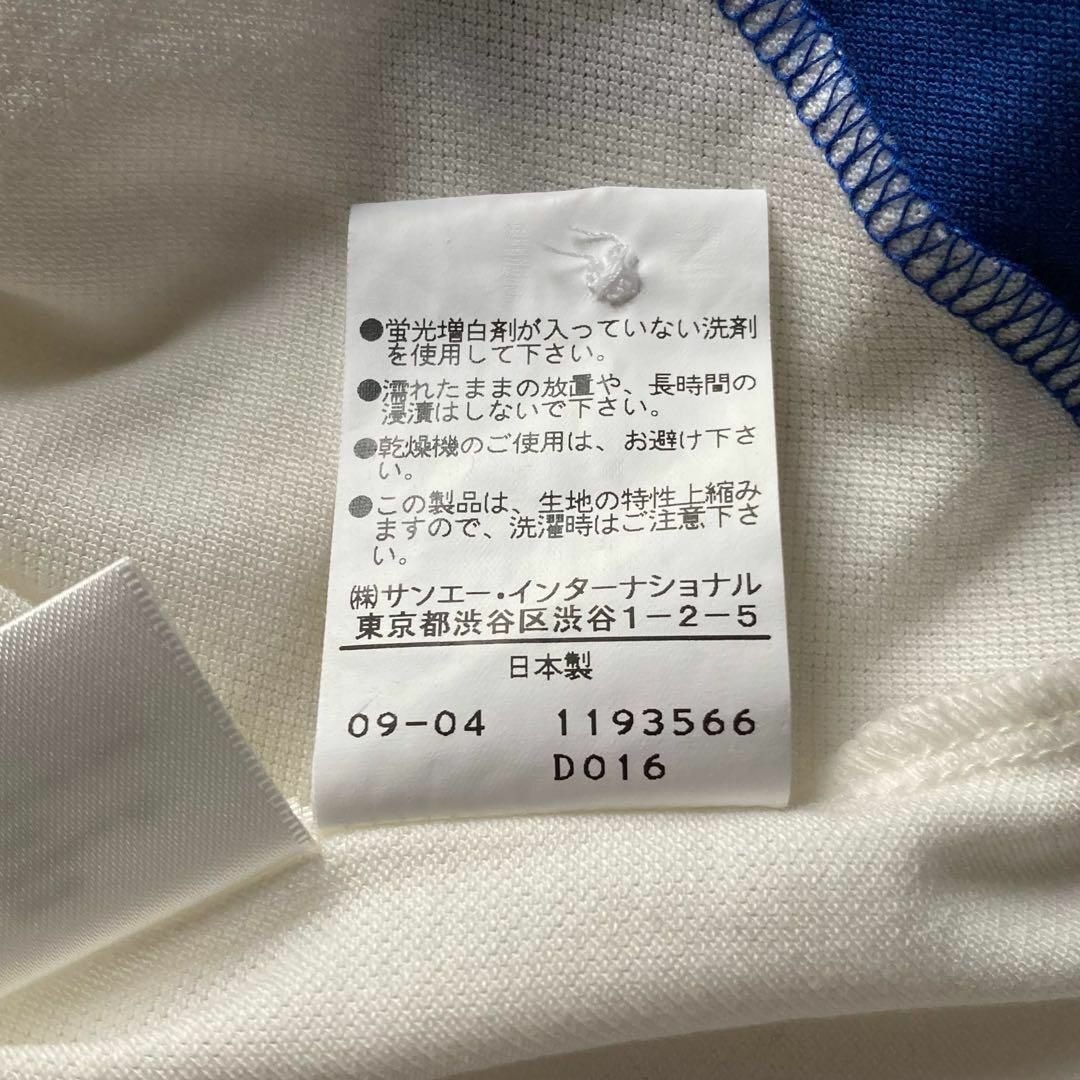 ●蛍光増白剤が入っていない洗剤
を使用して下さい。
●濡れたままの放置や、長時間の
浸漬はしないで下さい。
●乾燥機のご使用は、お避け下さ
い。
●この製品は、生地の特性上縮み
ますので、洗濯時はご注意下さ
い。
㈱サンエー・インターナショナル
東京都渋谷区渋谷1-2-5
日本製
09-04 1193566
D016